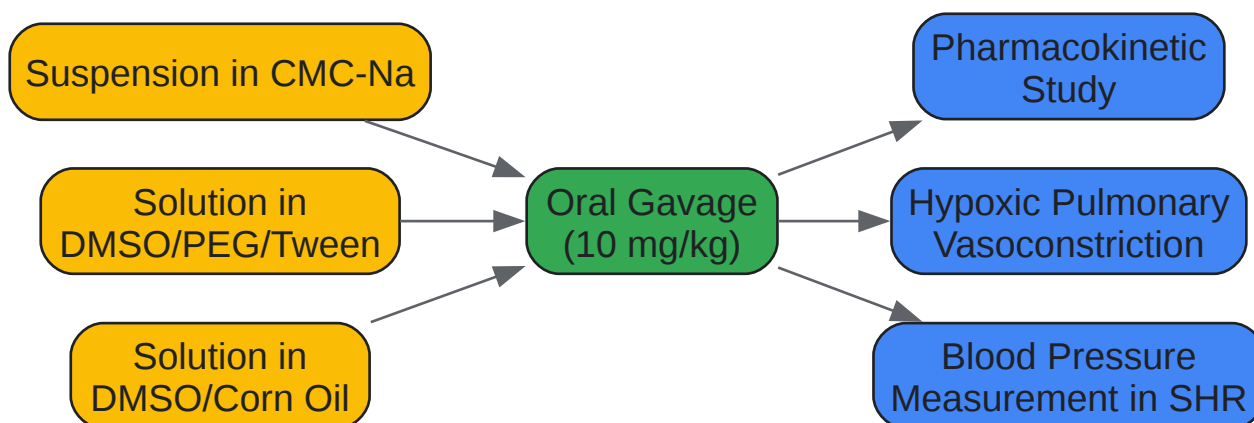 Suspension in CMC-Na
Solution in
DMSO/PEG/Tween
Solution in
DMSO/Corn Oil
Oral Gavage
(10 mg/kg)
Pharmacokinetic
Study
Hypoxic Pulmonary
Vasoconstriction
Blood Pressure
Measurement in SHR